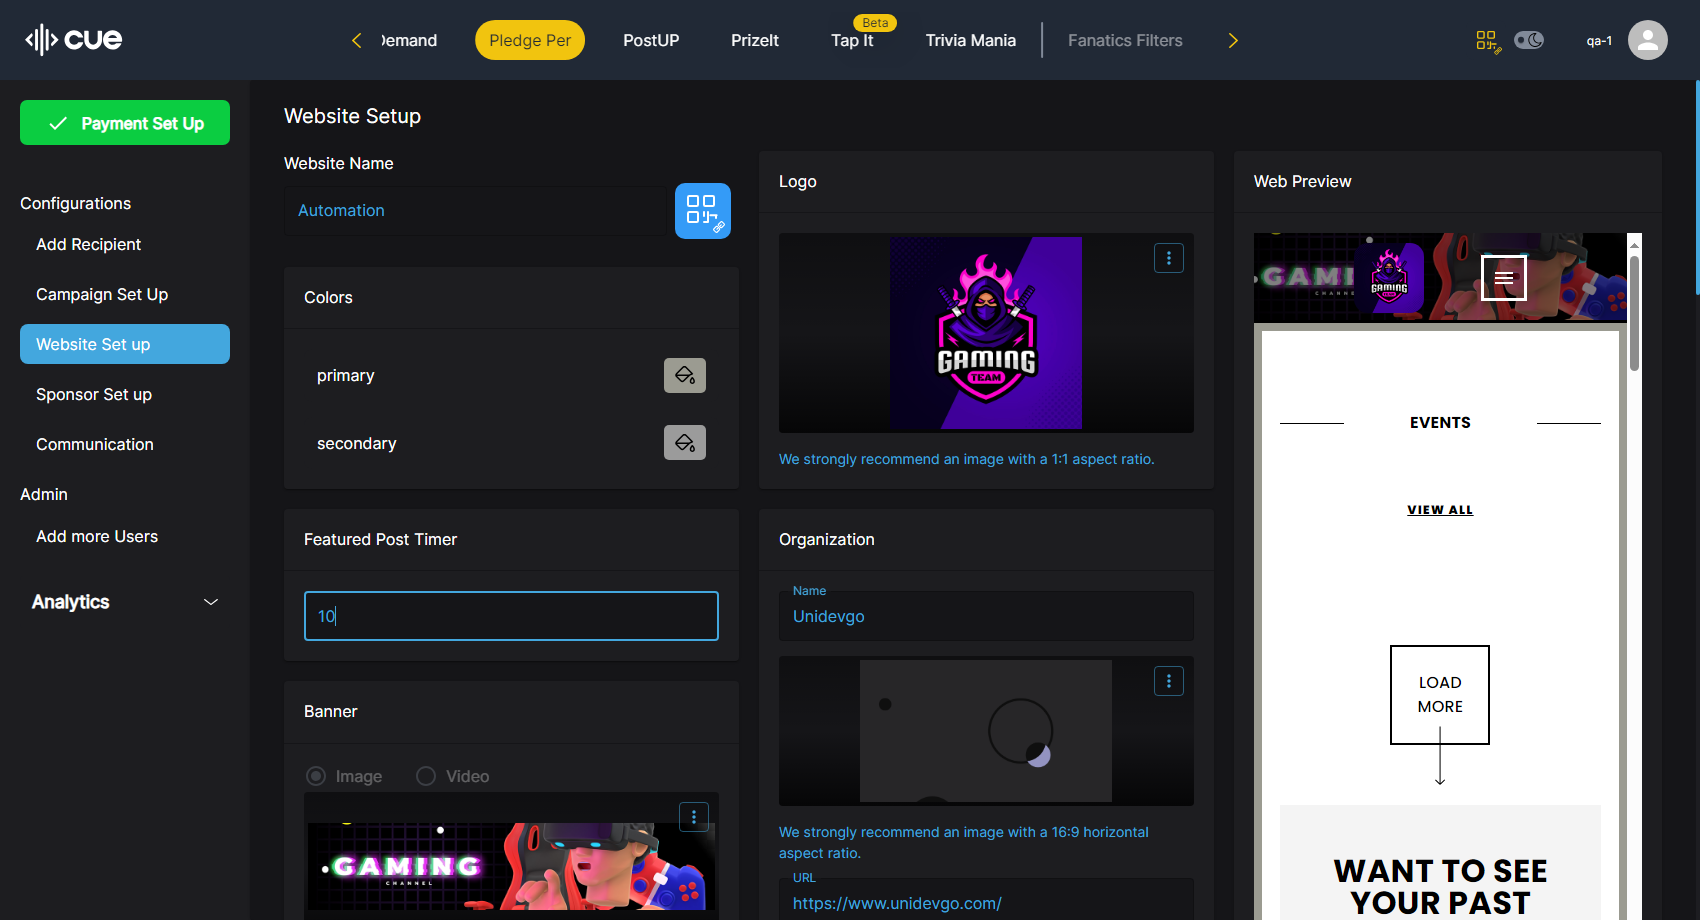 cue
Demand
Pledge Per
PostUP
PrizeIt
Beta
Tap It
Trivia Mania
Fanatics Filters
qa-1
Payment Set Up
Configurations
Add Recipient
Campaign Set Up
Website Set up
Sponsor Set up
Communication
Admin
Add more Users
Analytics
Website Setup
Website Name
Automation
Colors
primary
secondary
Featured Post Timer
10
Banner
Image
Video
GAMING
CHANNEL
Logo
GAMING
TEAM
We strongly recommend an image with a 1:1 aspect ratio.
Organization
Name
Unidevgo
We strongly recommend an image with a 16:9 horizontal
aspect ratio.
URL
https://www.unidevgo.com/
Web Preview
GAMING
TEAM
EVENTS
VIEW ALL
LOAD
MORE
WANT TO SEE
YOUR PAST